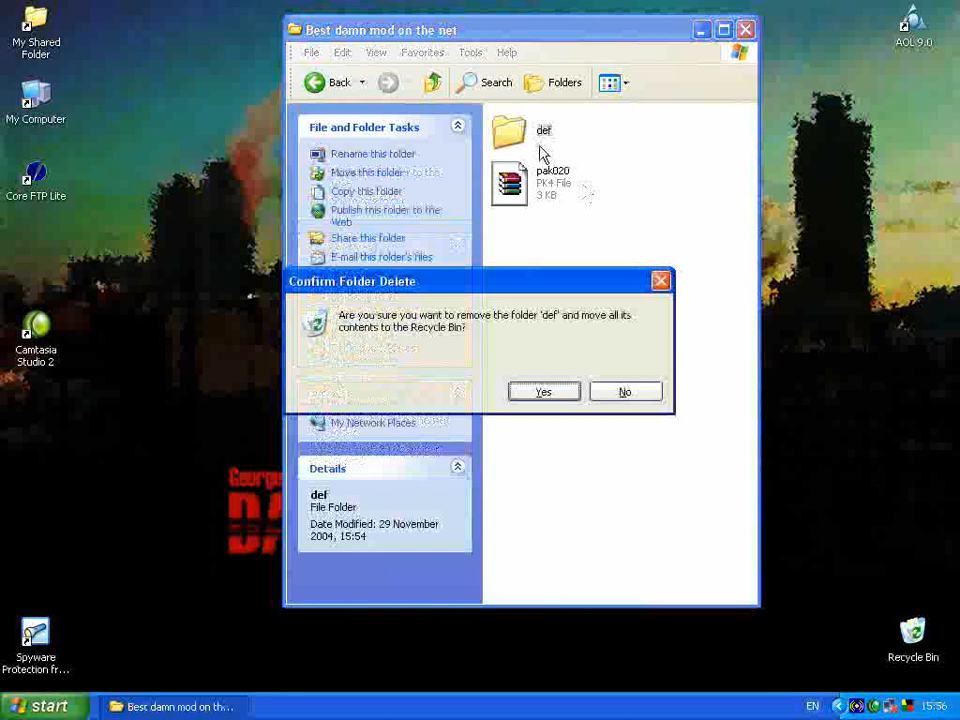 My Shared
Folder
My Computer
Core FTP Lite
Camtasia
Studio 2
Spyware
Protection fr...
AOL 9.0
Recycle Bin
Best damn mod on the net
File Edit View Favorites Tools Help
Back Search Folders
File and Folder Tasks
Rename this folder
Move this folder to the
Copy this folder
Publish this folder to the
Web
Share this folder
E-mail this folder's files
def
pak020
PK4 File
3 KB
Confirm Folder Delete
Are you sure you want to remove the folder 'def' and move all its
contents to the Recycle Bin?
Yes No
My Network Places
Details
def
File Folder
Date Modified: 29 November
2004, 15:54
start Best damn mod on th... EN 15:56